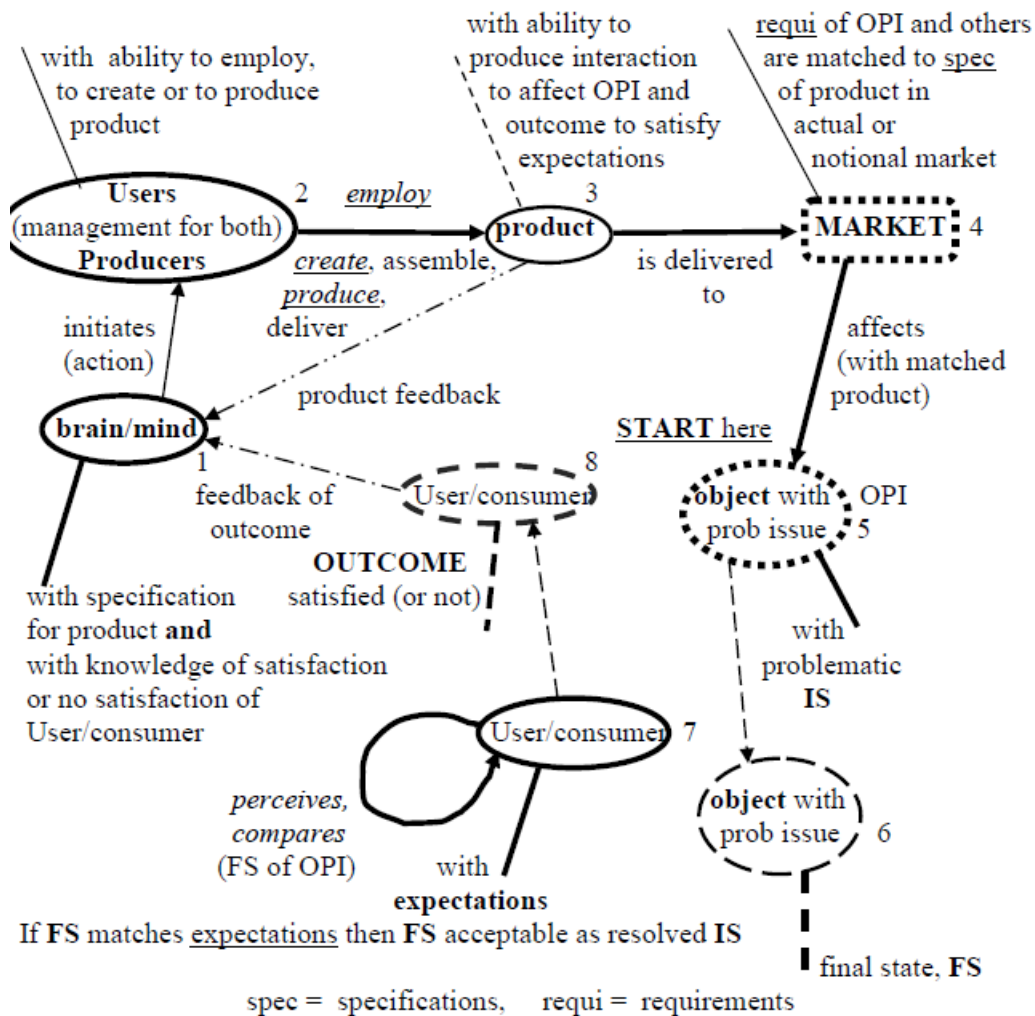 with ability to employ,
to create or to produce
product
with ability to
produce interaction
to affect OPI and
outcome to satisfy
expectations
requi of OPI and others
are matched to spec
of product in
actual or
notional market
Users
(management for both)
Producers
2
employ
create, assemble,
produce,
deliver
3
product
is delivered
to
MARKET 4
initiates
(action)
product feedback
affects
(with matched
product)
brain/mind
1
feedback of
outcome
START here
8
User/consumer
object with
prob issue
OPI
5
OUTCOME
satisfied (or not)
with specification
for product and
with knowledge of satisfaction
or no satisfaction of
User/consumer
with
problematic
IS
User/consumer 7
perceives,
compares
(FS of OPI)
with
expectations
object with
prob issue
6
If FS matches expectations then FS acceptable as resolved IS
final state, FS
spec = specifications, requi = requirements